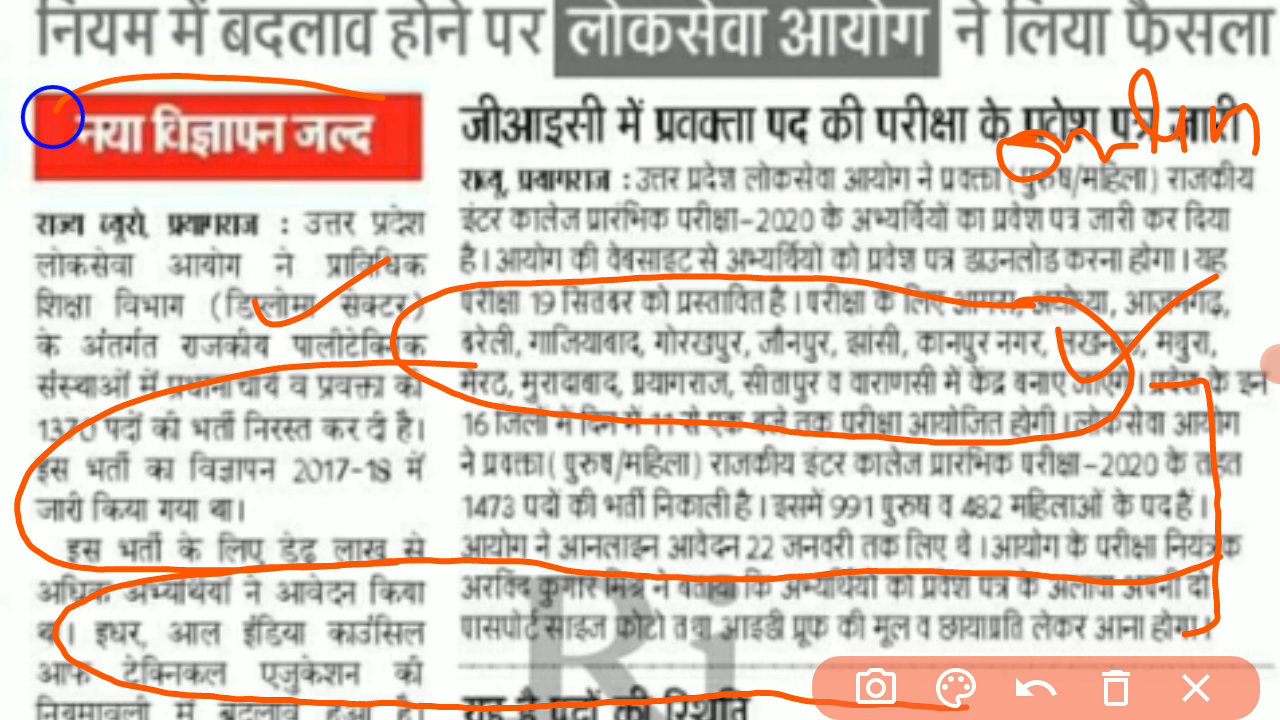 नियम में बदलाव होने पर लोकसेवा आयोग ने लिया फैसला
नया विज्ञापन जल्द
राज्य ब्यूरो, प्रयागराज : उत्तर प्रदेश
लोकसेवा आयोग ने प्राविधिक
शिक्षा विभाग (डिप्लोमा सेक्टर)
के अंतर्गत राजकीय पालीटेक्निक
संस्थाओं में प्रधानाचार्य व प्रवक्ता की
1370 पदों की भर्ती निरस्त कर दी है।
इस भर्ती का विज्ञापन 2017-18 में
जारी किया गया था।
इस भर्ती के लिए डेढ़ लाख से
अधिक अभ्यर्थियों ने आवेदन किया
था। इधर, आल इंडिया काउंसिल
आफ टेक्निकल एजुकेशन की
नियमावली में बदलाव हुआ है।
जीआइसी में प्रवक्ता पद की परीक्षा के प्रवेश पत्र जारी
राब्यू, प्रयागराज : उत्तर प्रदेश लोकसेवा आयोग ने प्रवक्ता (पुरुष/महिला) राजकीय
इंटर कालेज प्रारंभिक परीक्षा-2020 के अभ्यर्थियों का प्रवेश पत्र जारी कर दिया
है। आयोग की वेबसाइट से अभ्यर्थियों को प्रवेश पत्र डाउनलोड करना होगा। यह
परीक्षा 19 सितंबर को प्रस्तावित है। परीक्षा के लिए आगरा, अयोध्या, आजमगढ़,
बरेली, गाजियाबाद, गोरखपुर, जौनपुर, झांसी, कानपुर नगर, लखनऊ, मथुरा,
मेरठ, मुरादाबाद, प्रयागराज, सीतापुर व वाराणसी में केंद्र बनाए जाएंगे। प्रदेश के इन
16 जिलों में दिन में 11 से एक बजे तक परीक्षा आयोजित होगी। लोकसेवा आयोग
ने प्रवक्ता (पुरुष/महिला) राजकीय इंटर कालेज प्रारंभिक परीक्षा-2020 के तहत
1473 पदों की भर्ती निकाली है। इसमें 991 पुरुष व 482 महिलाओं के पद हैं।
आयोग ने आनलाइन आवेदन 22 जनवरी तक लिए थे। आयोग के परीक्षा नियंत्रक
अरविंद कुमार मिश्र ने बताया कि अभ्यर्थियों को प्रवेश पत्र के अलावा अपनी दो
पासपोर्ट साइज फोटो तथा आइडी प्रूफ की मूल व छायाप्रति लेकर आना होगा।
यह है पदों की स्थिति